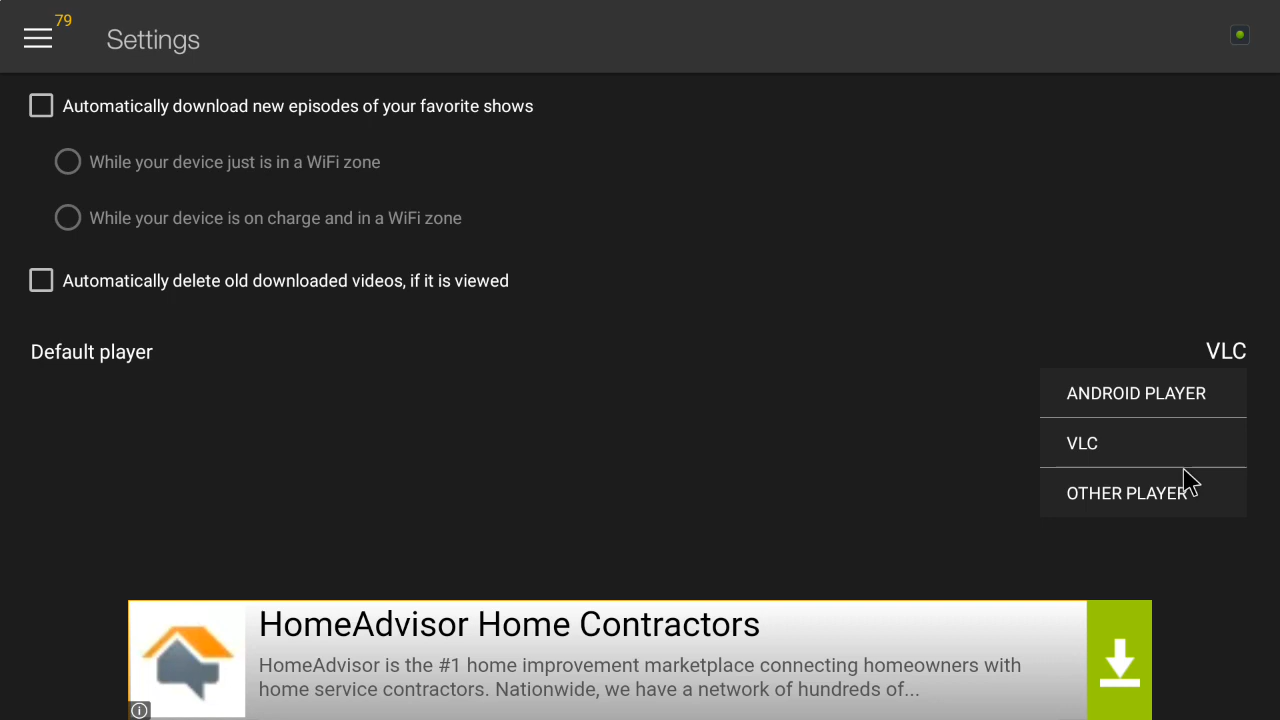 79
Settings
Automatically download new episodes of your favorite shows
While your device just is in a WiFi zone
While your device is on charge and in a WiFi zone
Automatically delete old downloaded videos, if it is viewed
Default player
VLC
ANDROID PLAYER
VLC
OTHER PLAYER
HomeAdvisor Home Contractors
HomeAdvisor is the #1 home improvement marketplace connecting homeowners with
home service contractors. Nationwide, we have a network of hundreds of...